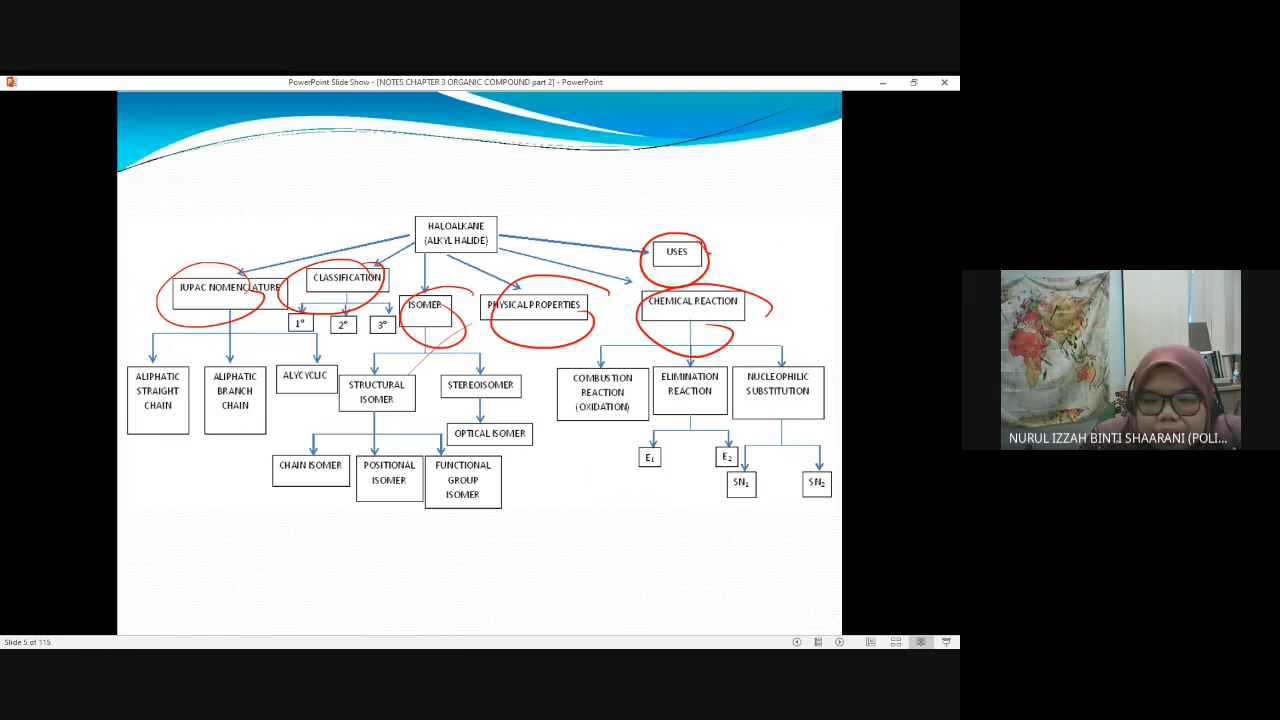 PowerPoint Slide Show - [NOTES CHAPTER 3 ORGANIC COMPOUND part 2] - PowerPoint
HALOALKANE
(ALKYL HALIDE)
USES
IUPAC NOMENCLATURE
CLASSIFICATION
ISOMER
PHYSICAL PROPERTIES
CHEMICAL REACTION
1°
2°
3°
ALIPHATIC
STRAIGHT
CHAIN
ALIPHATIC
BRANCH
CHAIN
ALYCYCLIC
STRUCTURAL
ISOMER
STEREOISOMER
COMBUSTION
REACTION
(OXIDATION)
ELIMINATION
REACTION
NUCLEOPHILIC
SUBSTITUTION
OPTICAL ISOMER
CHAIN ISOMER
POSITIONAL
ISOMER
FUNCTIONAL
GROUP
ISOMER
E₁
E₂
SN₁
SN₂
NURUL IZZAH BINTI SHAARANI (POLI...
Slide 5 of 115